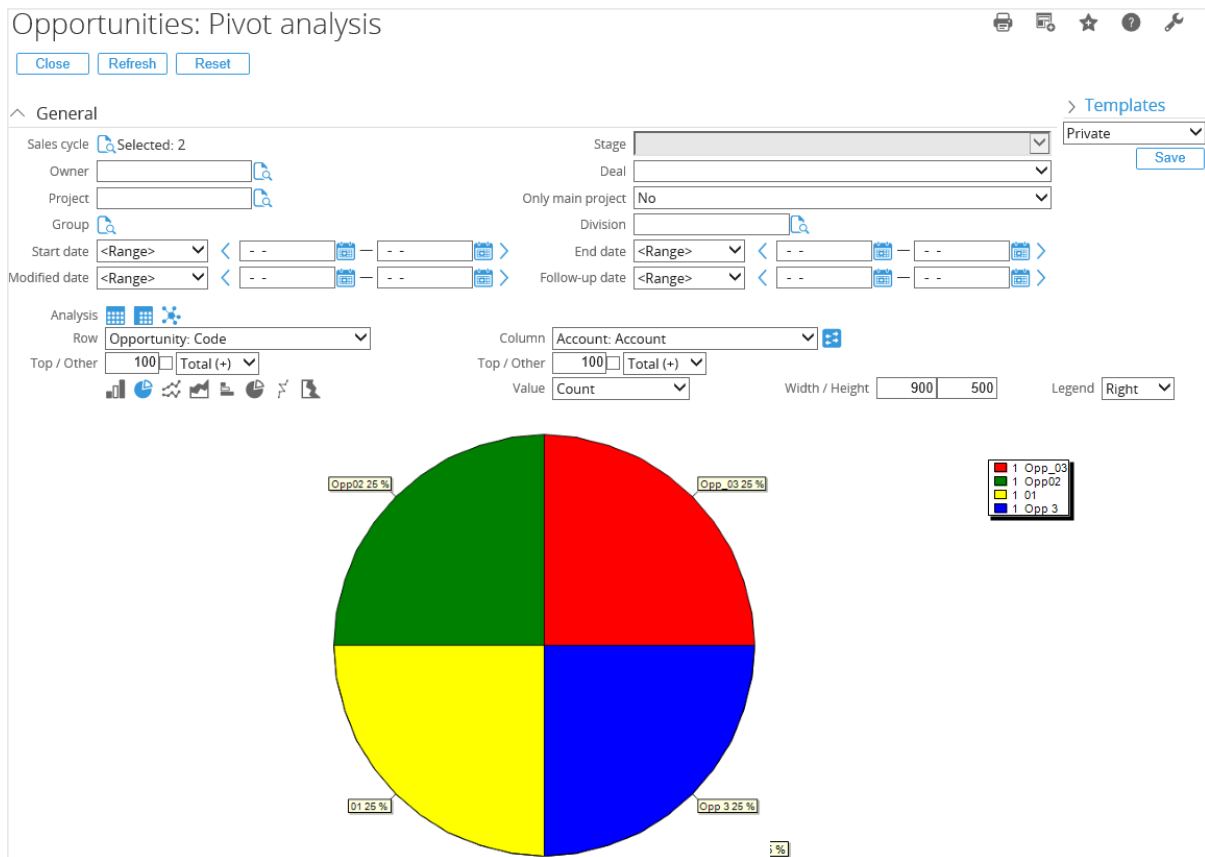 Opportunities: Pivot analysis
Close Refresh Reset
General
Templates
Private
Save
Sales cycle Selected: 2 Stage
Owner Deal
Project Only main project No
Group Division
Start date <Range> - - — - - End date <Range> - - — - -
Modified date <Range> - - — - - Follow-up date <Range> - - — - -
Analysis
Row Opportunity: Code Column Account: Account
Top / Other 100 Total (+) Top / Other 100 Total (+)
Value Count Width / Height 900 500 Legend Right
Opp02 25 % Opp_03 25 %
1 Opp_03
1 Opp02
1 01
1 Opp 3
01 25 % Opp 3 25 %
%